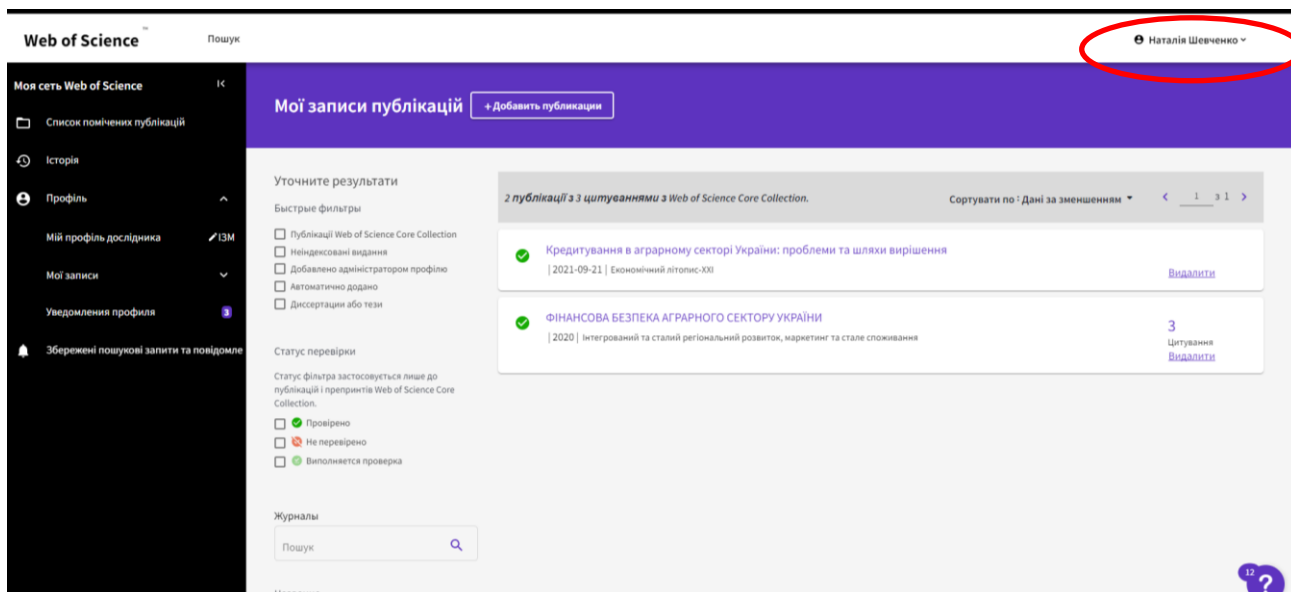 Web of Science™
Пошук
Наталія Шевченко
Моя сеть Web of Science
Список помічених публікацій
Історія
Профіль
Мій профіль дослідника
ІЗМ
Мої записи
Уведомления профиля
3
Збережені пошукові запити та повідомле
Мої записи публікацій
+Добавить публикации
Уточните результати
Быстрые фильтры
Публікації Web of Science Core Collection
Неіндексовані видання
Добавлено адміністратором профілю
Автоматично додано
Диссертации або тези
Статус перевірки
Статус фільтра застосовується лише до
публікацій і препринтів Web of Science Core
Collection.
Провірено
Не перевірено
Виполняется проверка
Журналы
Пошук
2 публікації з 3 цитуваннями з Web of Science Core Collection.
Сортувати по : Дані за зменшенням
1 з 1
Кредитування в аграрному секторі України: проблеми та шляхи вирішення
| 2021-09-21 | Економічний літопис-XXI
Видалити
ФІНАНСОВА БЕЗПЕКА АГРАРНОГО СЕКТОРУ УКРАЇНИ
| 2020 | Інтегрований та сталий регіональний розвиток, маркетинг та стале споживання
3
Цитування
Видалити
12
?